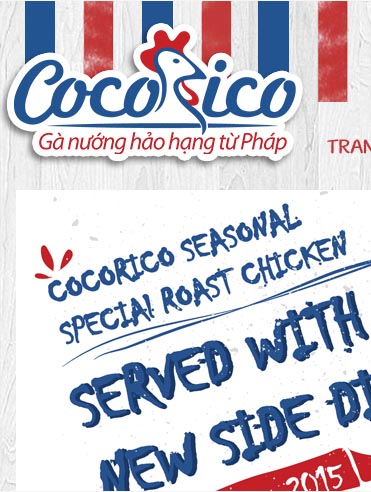 CocoRico
Gà nướng hảo hạng từ Pháp
TRAN
COCORICO SEASONAL
SPECIAL ROAST CHICKEN
SERVED WITH
NEW SIDE DI
2015